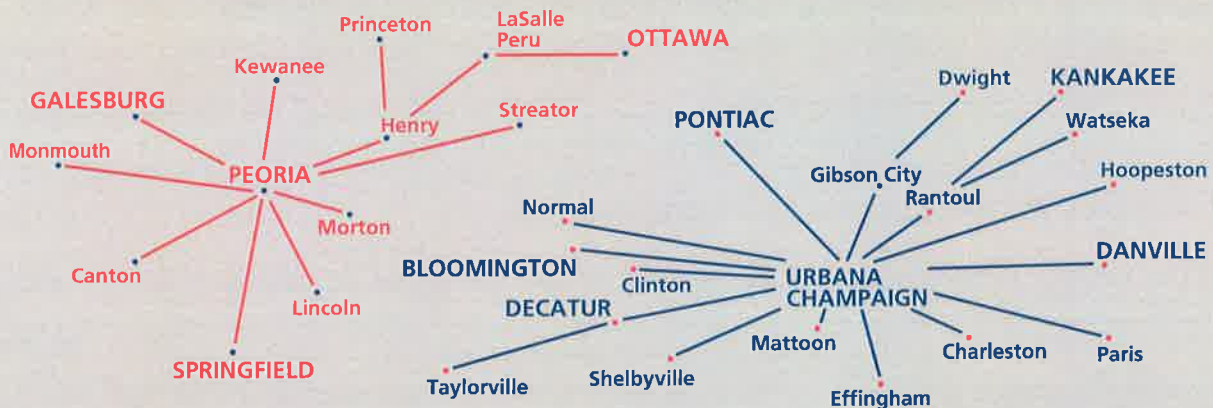 Princeton
LaSalle
Peru
OTTAWA
Kewanee
GALESBURG
Henry
Streator
Monmouth
PEORIA
Morton
Canton
Lincoln
SPRINGFIELD
Dwight
KANKAKEE
PONTIAC
Watseka
Gibson City
Hoopeston
Rantoul
Normal
BLOOMINGTON
Clinton
URBANA
CHAMPAIGN
DANVILLE
DECATUR
Mattoon
Charleston
Paris
Taylorville
Shelbyville
Effingham